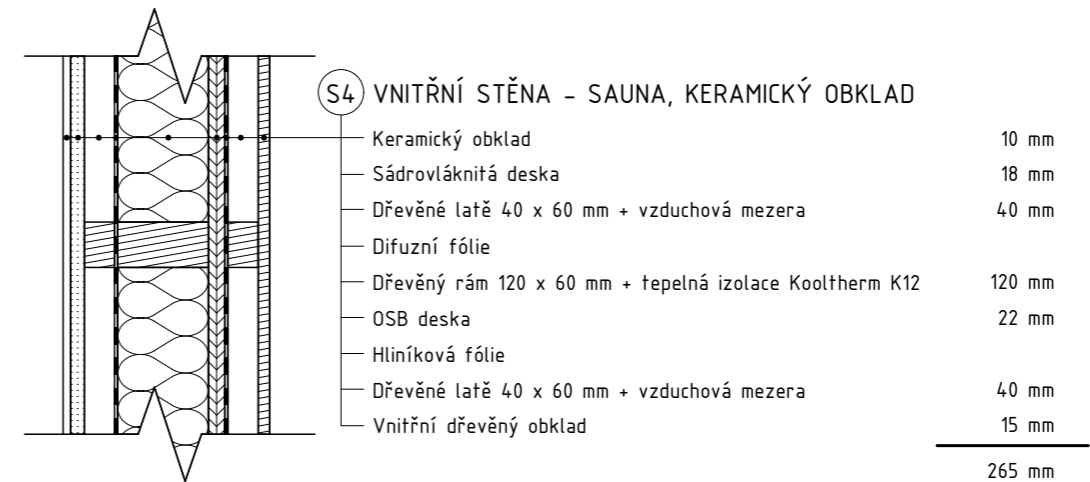 S4 VNITŘNÍ STĚNA - SAUNA, KERAMICKÝ OBKLAD
Keramický obklad 10 mm
Sádrovláknitá deska 18 mm
Dřevěné latě 40 x 60 mm + vzduchová mezera 40 mm
Difuzní fólie
Dřevěný rám 120 x 60 mm + tepelná izolace Kooltherm K12 120 mm
OSB deska 22 mm
Hliníková fólie
Dřevěné latě 40 x 60 mm + vzduchová mezera 40 mm
Vnitřní dřevěný obklad 15 mm
265 mm